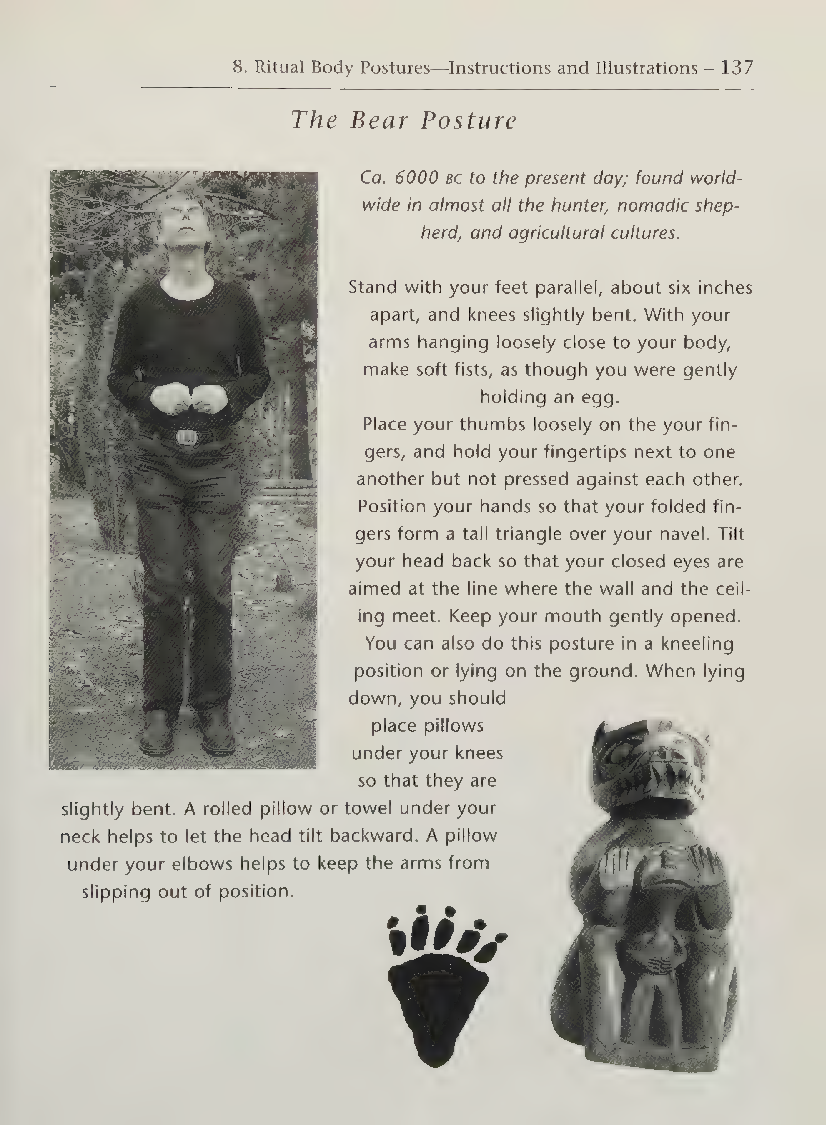 8. Ritual Body Postures—Instructions and Illustrations – 137
The Bear Posture
Ca. 6000 BC to the present day; found world-
wide in almost all the hunter, nomadic shep-
herd, and agricultural cultures.
Stand with your feet parallel, about six inches
apart, and knees slightly bent. With your
arms hanging loosely close to your body,
make soft fists, as though you were gently
holding an egg.
Place your thumbs loosely on the your fin-
gers, and hold your fingertips next to one
another but not pressed against each other.
Position your hands so that your folded fin-
gers form a tall triangle over your navel. Tilt
your head back so that your closed eyes are
aimed at the line where the wall and the ceil-
ing meet. Keep your mouth gently opened.
You can also do this posture in a kneeling
position or lying on the ground. When lying
down, you should
place pillows
under your knees
so that they are
slightly bent. A rolled pillow or towel under your
neck helps to let the head tilt backward. A pillow
under your elbows helps to keep the arms from
slipping out of position.